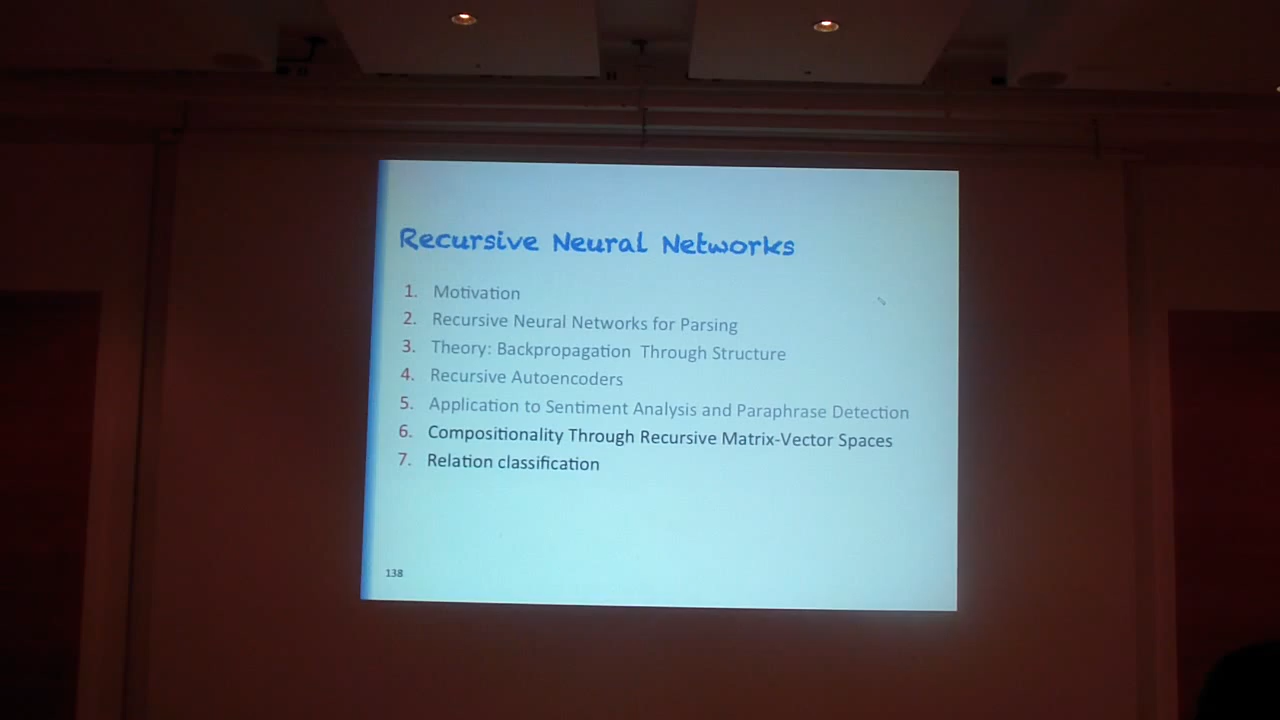 Recursive Neural Networks
1. Motivation
2. Recursive Neural Networks for Parsing
3. Theory: Backpropagation Through Structure
4. Recursive Autoencoders
5. Application to Sentiment Analysis and Paraphrase Detection
6. Compositionality Through Recursive Matrix-Vector Spaces
7. Relation classification
138